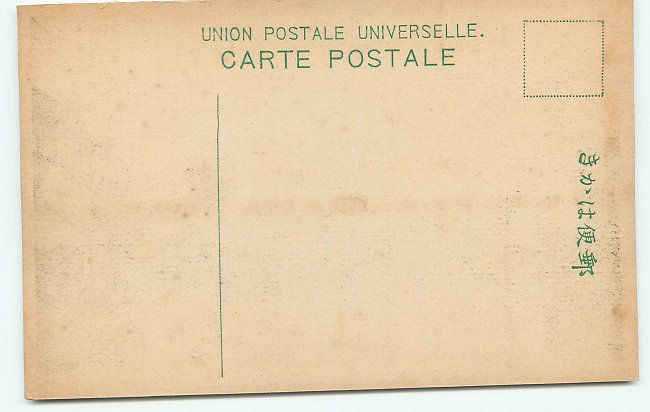 UNION POSTALE UNIVERSELLE.
CARTE POSTALE
郵便はかき